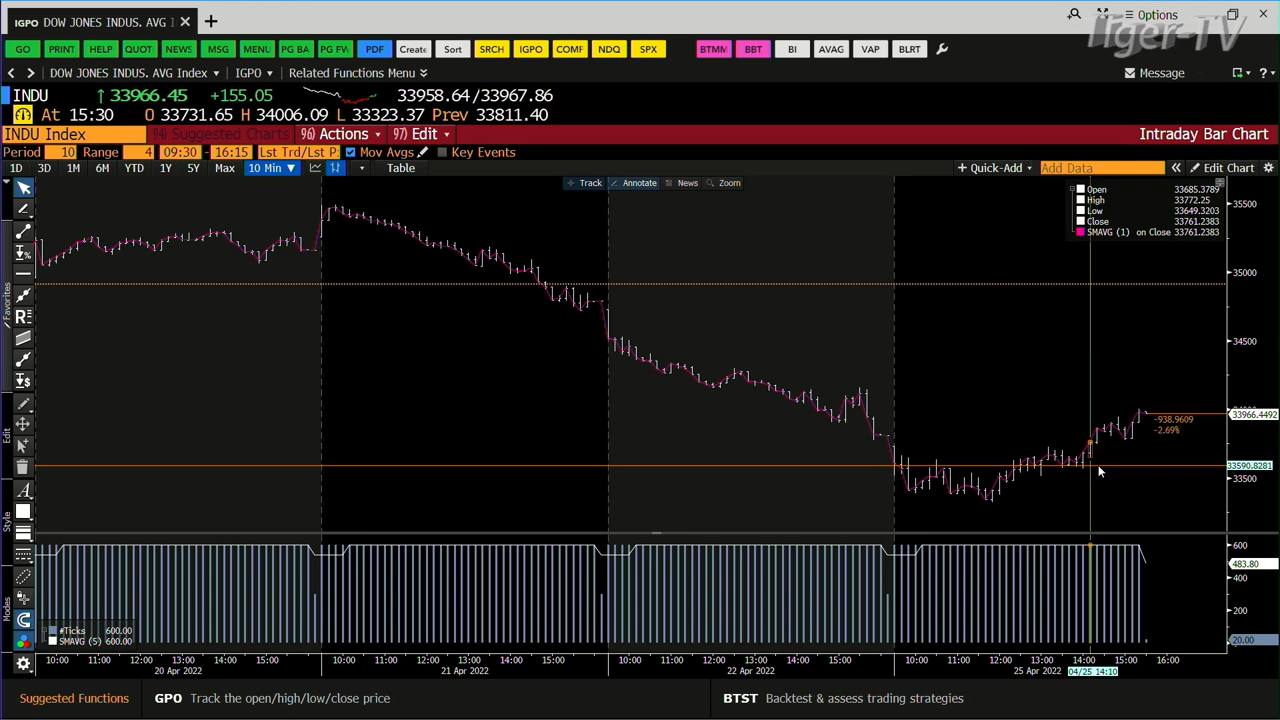 IGPO DOW JONES INDUS. AVG I × +
Options
Tiger-TV
GO PRINT HELP QUOT NEWS MSG MENU PG BA PG FW PDF Create Sort SRCH IGPO COMF NDQ SPX BTMM BBT BI AVAG VAP BLRT
DOW JONES INDUS. AVG Index IGPO Related Functions Menu Message ?
INDU ↑ 33966.45 +155.05 33958.64/33967.86
At 15:30 O 33731.65 H 34006.09 L 33323.37 Prev 33811.40
INDU Index 94) Suggested Charts 96) Actions 97) Edit Intraday Bar Chart
Period 10 Range 4 09:30 - 16:15 Lst Trd/Lst P Mov Avgs Key Events
1D 3D 1M 6M YTD 1Y 5Y Max 10 Min ▼ Table + Quick-Add Add Data « Edit Chart
Track Annotate News Zoom
Open 33685.3789
High 33772.25
Low 33649.3203
Close 33761.2383
SMAVG (1) on Close 33761.2383
35500
35000
34500
33966.4492
-938.9609
-2.69%
33590.8281
33500
Favorites
Edit
Style
Modes
600
483.80
400
200
20.00
#Ticks 600.00
SMAVG (5) 600.00
10:00 11:00 12:00 13:00 14:00 15:00 10:00 11:00 12:00 13:00 14:00 15:00 10:00 11:00 12:00 13:00 14:00 15:00 10:00 11:00 12:00 13:00 14:00 15:00 16:00
20 Apr 2022 21 Apr 2022 22 Apr 2022 25 Apr 2022 04/25 14:10
Suggested Functions GPO Track the open/high/low/close price BTST Backtest & assess trading strategies